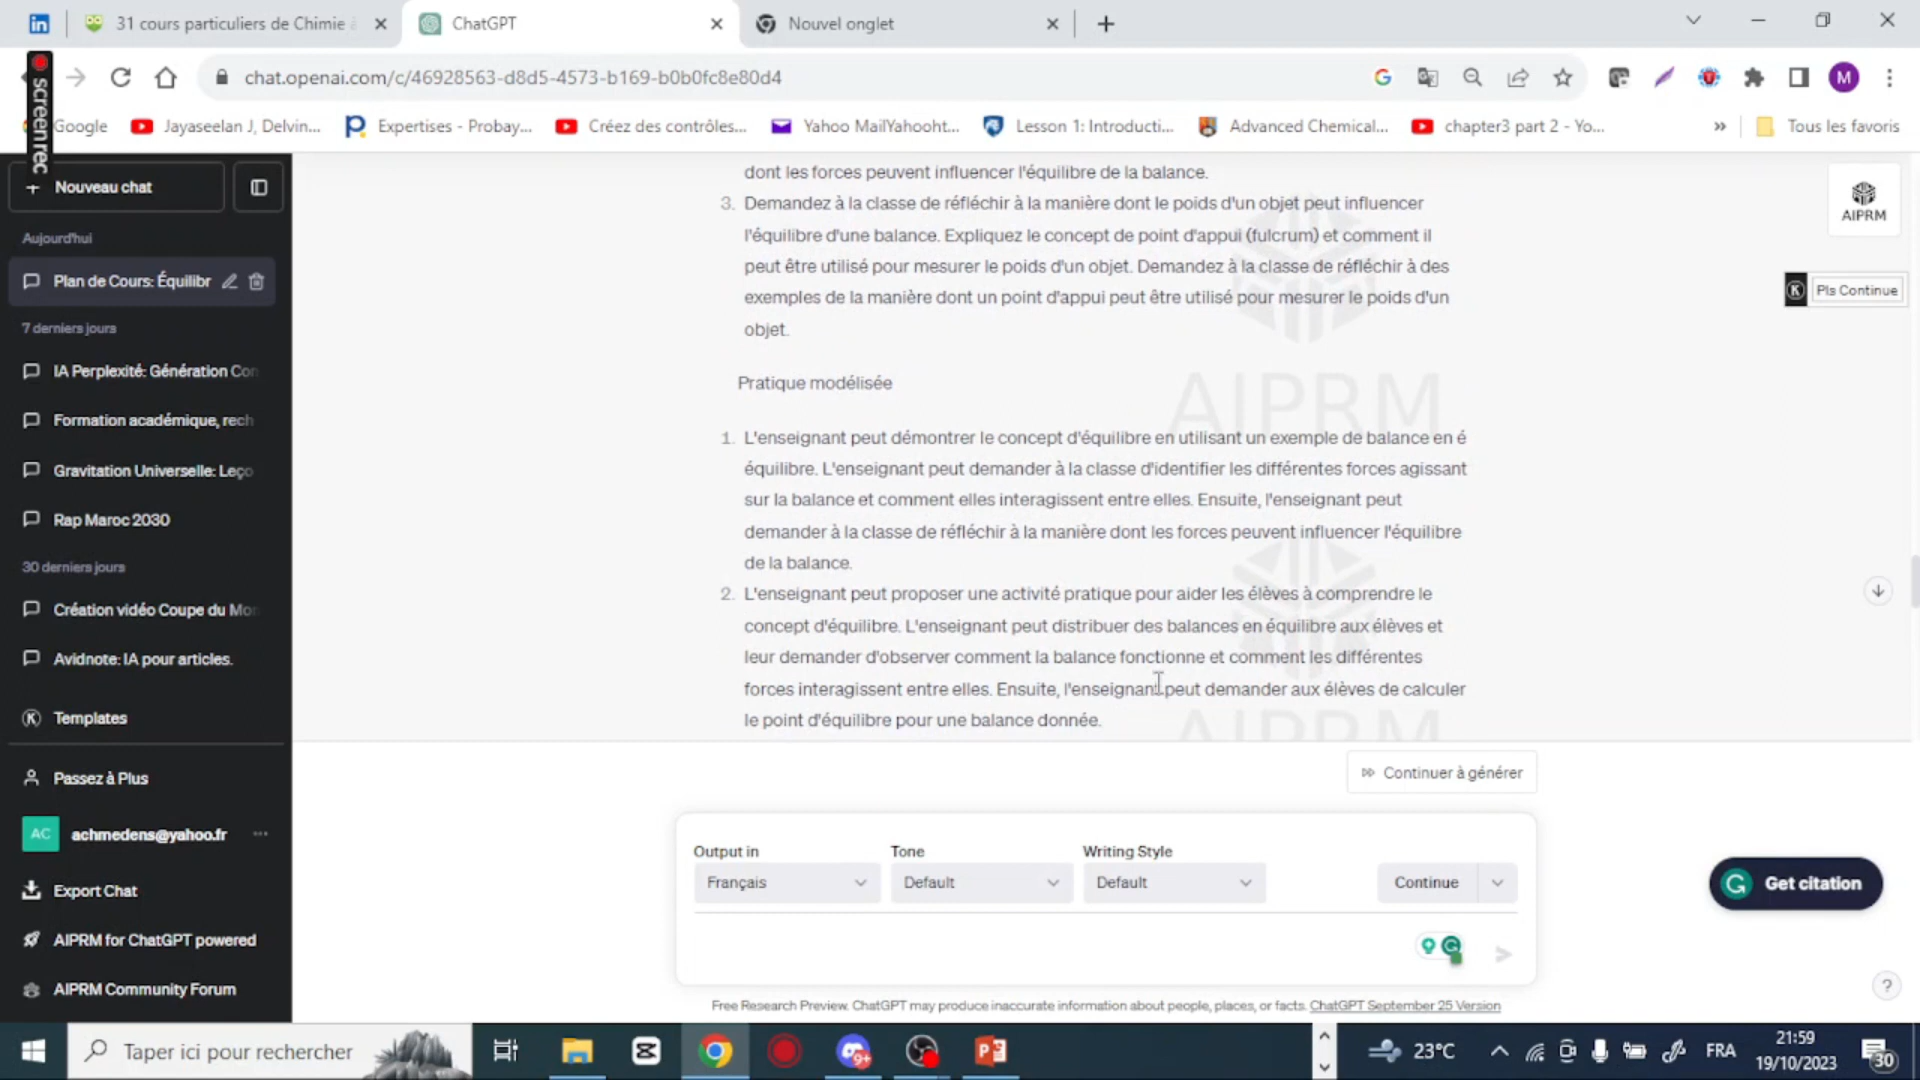 31 cours particuliers de Chimie
ChatGPT
Nouvel onglet
screenrec
chat.openai.com/c/46928563-d8d5-4573-b169-b0b0fc8e80d4
M
Google
Jayaseelan J, Delvin...
Expertises - Probay...
Créez des contrôles...
Yahoo MailYahooht...
Lesson 1: Introducti...
Advanced Chemical...
chapter3 part 2 - Yo...
»
Tous les favoris
+ Nouveau chat
Aujourd'hui
Plan de Cours: Équilibr
7 derniers jours
IA Perplexité: Génération Con
Formation académique, rech
Gravitation Universelle: Leço
Rap Maroc 2030
30 derniers jours
Création vidéo Coupe du Mon
Avidnote: IA pour articles.
Templates
Passez à Plus
AC
achmedens@yahoo.fr
...
Export Chat
AIPRM for ChatGPT powered
AIPRM Community Forum
dont les forces peuvent influencer l'équilibre de la balance.
3. Demandez à la classe de réfléchir à la manière dont le poids d'un objet peut influencer
l'équilibre d'une balance. Expliquez le concept de point d'appui (fulcrum) et comment il
peut être utilisé pour mesurer le poids d'un objet. Demandez à la classe de réfléchir à des
exemples de la manière dont un point d'appui peut être utilisé pour mesurer le poids d'un
objet.
Pratique modélisée
1. L'enseignant peut démontrer le concept d'équilibre en utilisant un exemple de balance en é
équilibre. L'enseignant peut demander à la classe d'identifier les différentes forces agissant
sur la balance et comment elles interagissent entre elles. Ensuite, l'enseignant peut
demander à la classe de réfléchir à la manière dont les forces peuvent influencer l'équilibre
de la balance.
2. L'enseignant peut proposer une activité pratique pour aider les élèves à comprendre le
concept d'équilibre. L'enseignant peut distribuer des balances en équilibre aux élèves et
leur demander d'observer comment la balance fonctionne et comment les différentes
forces interagissent entre elles. Ensuite, l'enseignant peut demander aux élèves de calculer
le point d'équilibre pour une balance donnée.
AIPRM
AIPRM
AIPRM
Pls Continue
Continuer à générer
Output in
Tone
Writing Style
Français
Default
Default
Continue
Get citation
Free Research Preview. ChatGPT may produce inaccurate information about people, places, or facts. ChatGPT September 25 Version
?
Taper ici pour rechercher
9+
23°C
FRA
21:59
19/10/2023
30